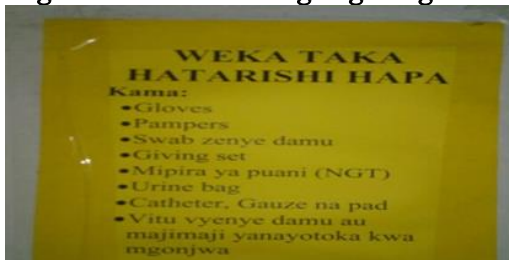 WEKA TAKA
HATARISHI HAPA
Kama:
•Gloves
•Pampers
•Swab zenye damu
•Giving set
•Mipira ya puani (NGT)
•Urine bag
•Catheter, Gauze na pad
•Vitu vyenye damu au
majimaji yanayotoka kwa
mgonjwa